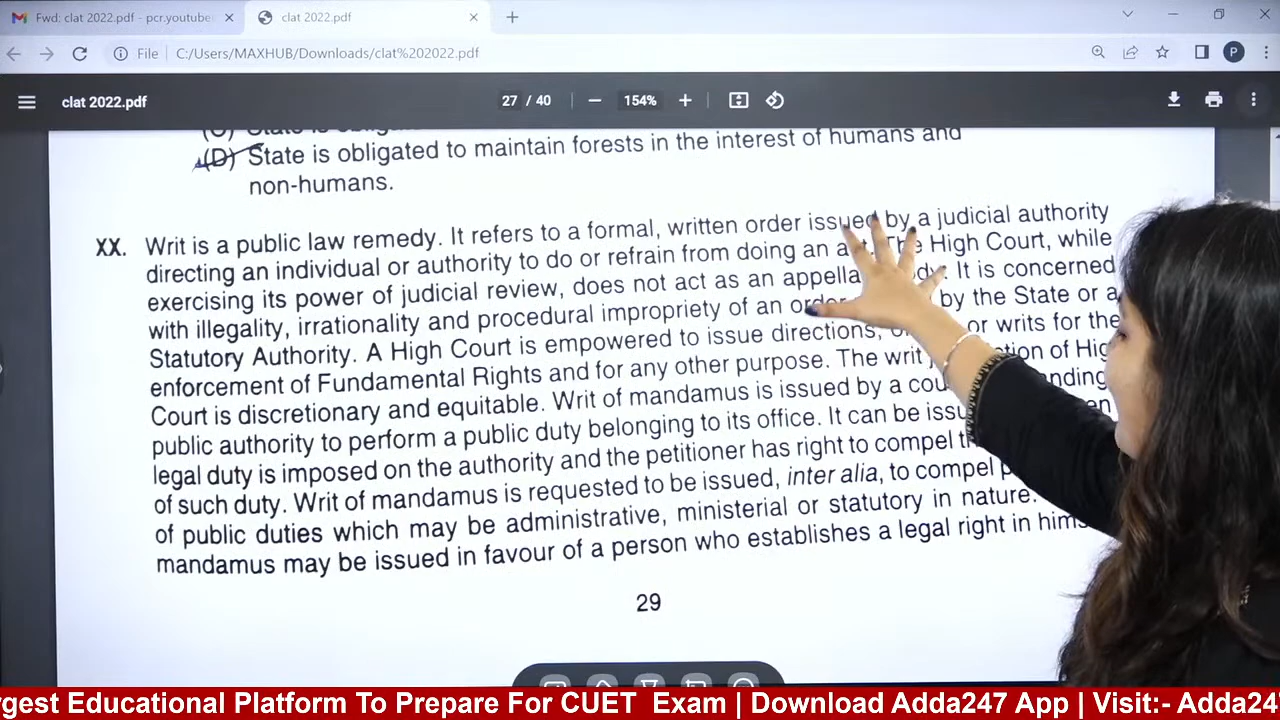 Fwd: clat 2022.pdf - pcr.youtube
clat 2022.pdf
File
C:/Users/MAXHUB/Downloads/clat%202022.pdf
P
clat 2022.pdf
27 / 40
154%
(D) State is obligated to maintain forests in the interest of humans and
non-humans.
XX. Writ is a public law remedy. It refers to a formal, written order issued by a judicial authority
directing an individual or authority to do or refrain from doing an The High Court, while
exercising its power of judicial review, does not act as an It is concerned
with illegality, irrationality and procedural impropriety of an by the State or a
Statutory Authority. A High Court is empowered to issue directions, or writs for the
enforcement of Fundamental Rights and for any other purpose. The writ of
Court is discretionary and equitable. Writ of mandamus is issued by a
public authority to perform a public duty belonging to its office. It can be
legal duty is imposed on the authority and the petitioner has right to compel
of such duty. Writ of mandamus is requested to be issued, inter alia, to compel
of public duties which may be administrative, ministerial or statutory in nature.
mandamus may be issued in favour of a person who establishes a legal right in
29
Educational Platform To Prepare For CUET Exam | Download Adda247 App | Visit:-